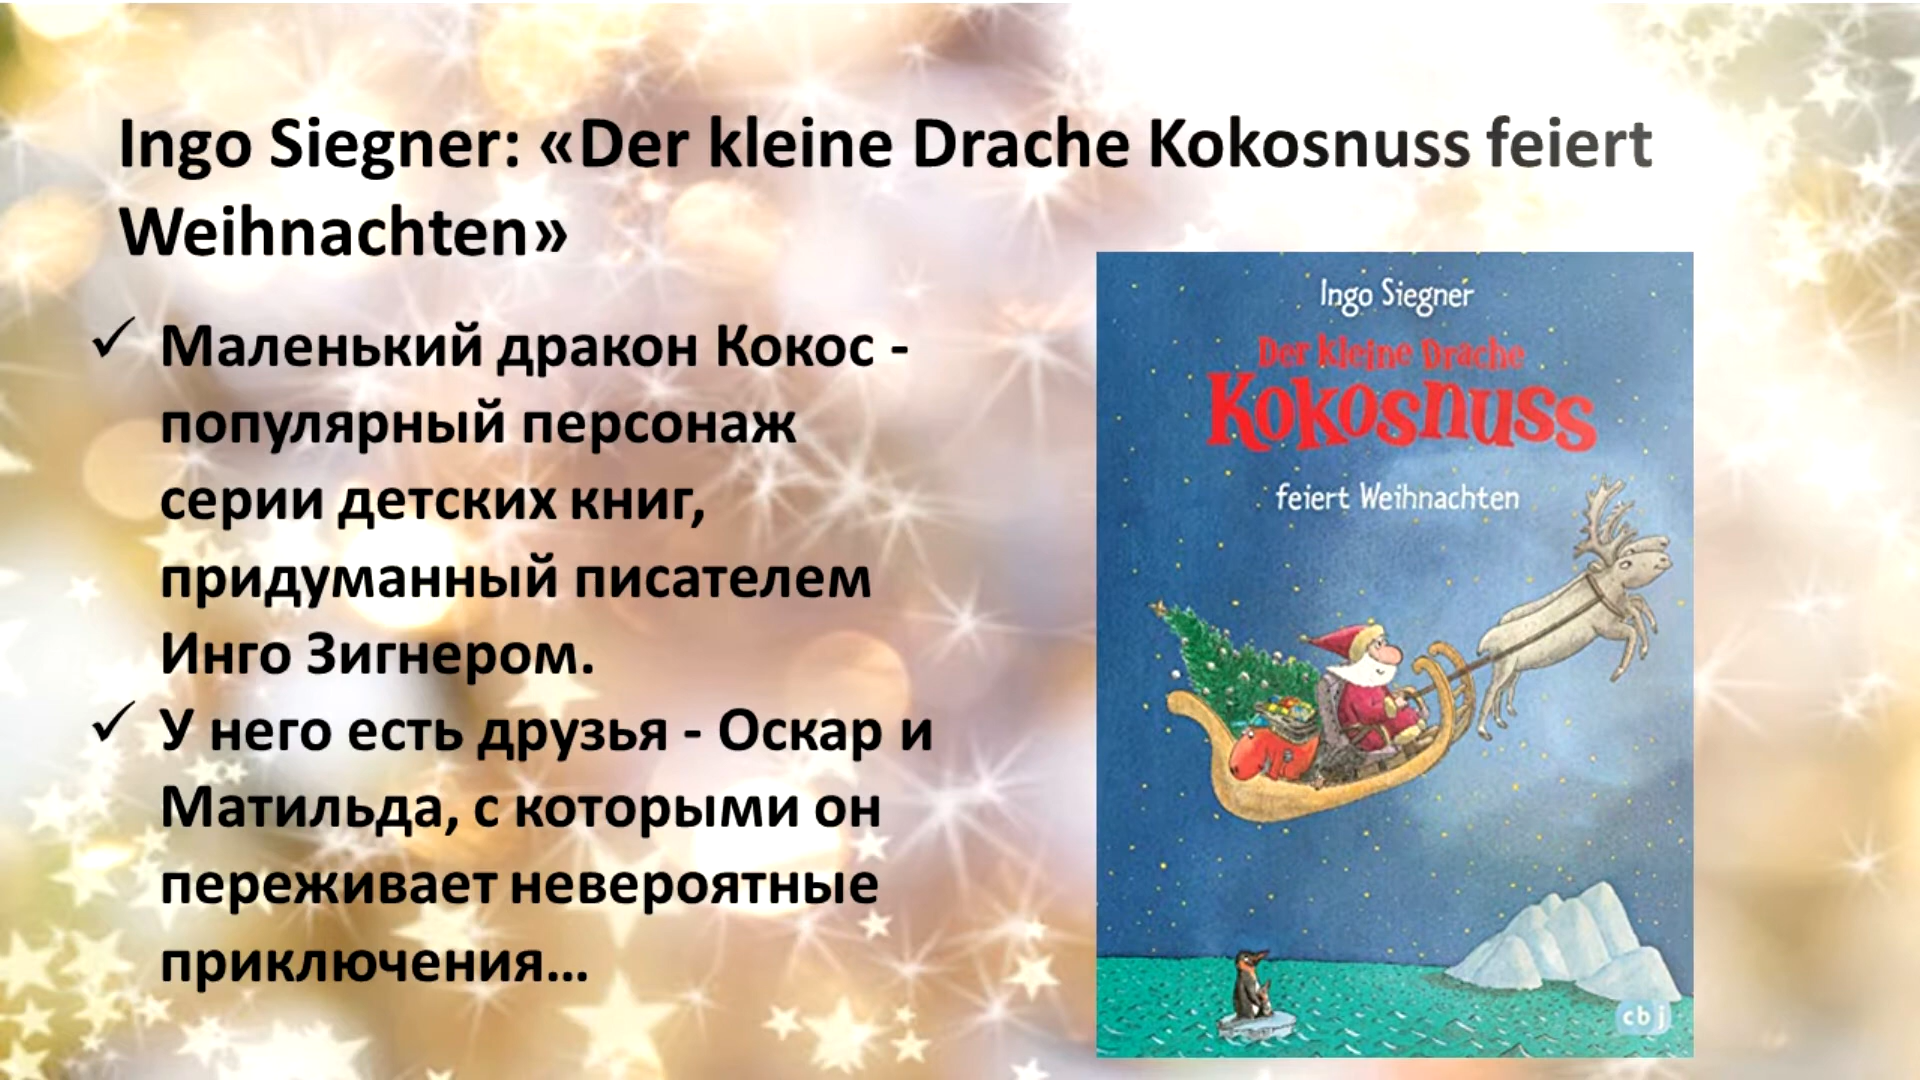 Ingo Siegner: «Der kleine Drache Kokosnuss feiert
Weihnachten»
✓ Маленький дракон Кокос -
популярный персонаж
серии детских книг,
придуманный писателем
Инго Зигнером.
✓ У него есть друзья - Оскар и
Матильда, с которыми он
переживает невероятные
приключения...
Ingo Siegner
Der kleine Drache
Kokosnuss
feiert Weihnachten
cbj